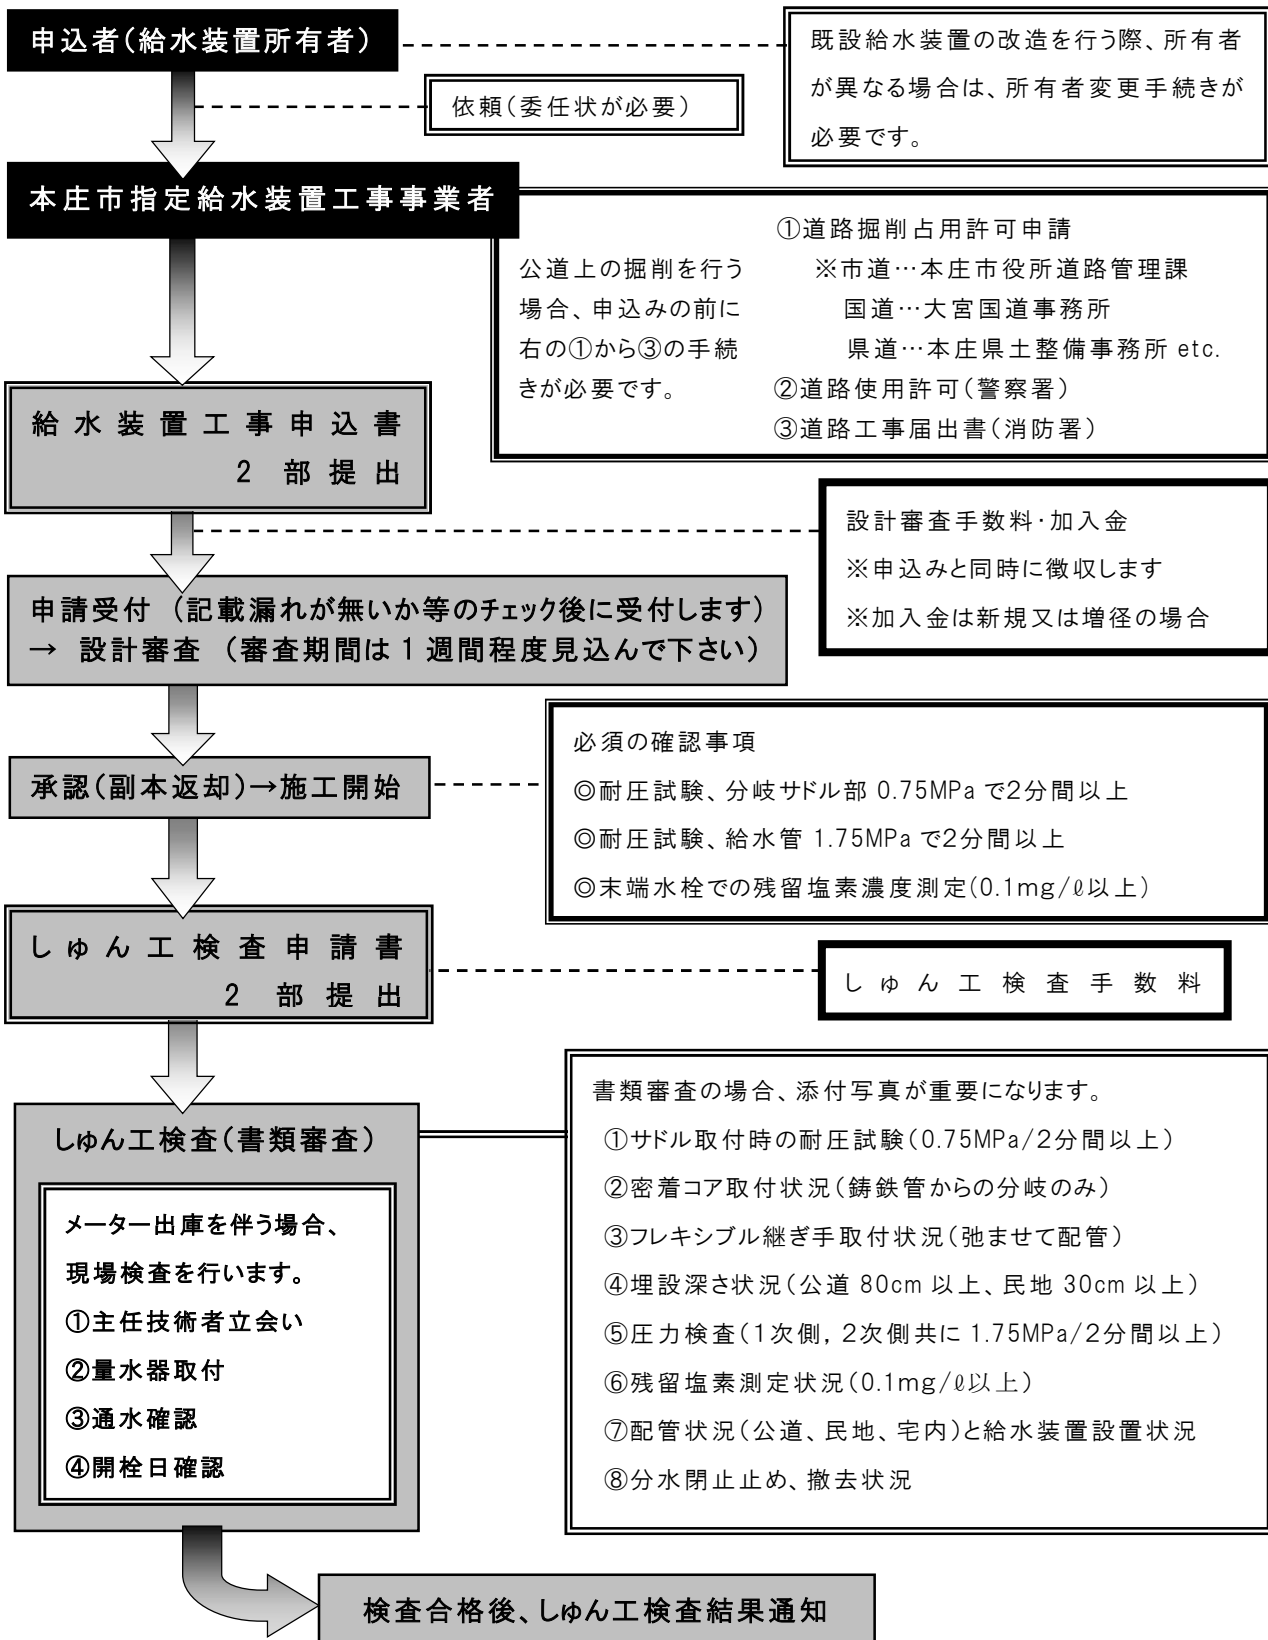 申込者(給水装置所有者)
既設給水装置の改造を行う際、所有者
が異なる場合は、所有者変更手続きが
必要です。
依頼(委任状が必要)
本庄市指定給水装置工事事業者
公道上の掘削を行う
場合、申込みの前に
右の①から③の手続
きが必要です。
①道路掘削占用許可申請
※市道…本庄市役所道路管理課
国道…大宮国道事務所
県道…本庄県土整備事務所 etc.
②道路使用許可(警察署)
③道路工事届出書(消防署)
給水装置工事申込書
2 部提出
設計審査手数料・加入金
※申込みと同時に徴収します
※加入金は新規又は増径の場合
申請受付 (記載漏れが無いか等のチェック後に受付します)
→ 設計審査 (審査期間は 1 週間程度見込んで下さい)
承認(副本返却)→施工開始
必須の確認事項
◎耐圧試験、分岐サドル部 0.75MPa で2分間以上
◎耐圧試験、給水管 1.75MPa で2分間以上
◎末端水栓での残留塩素濃度測定(0.1mg/ℓ以上)
しゅん工検査申請書
2 部提出
しゅん工検査手数料
しゅん工検査(書類審査)
メーター出庫を伴う場合、
現場検査を行います。
①主任技術者立会い
②量水器取付
③通水確認
④開栓日確認
書類審査の場合、添付写真が重要になります。
①サドル取付時の耐圧試験(0.75MPa/2分間以上)
②密着コア取付状況(鋳鉄管からの分岐のみ)
③フレキシブル継ぎ手取付状況(弛ませて配管)
④埋設深さ状況(公道 80cm 以上、民地 30cm 以上)
⑤圧力検査(1次側，2次側共に 1.75MPa/2分間以上)
⑥残留塩素測定状況(0.1mg/ℓ以上)
⑦配管状況(公道、民地、宅内)と給水装置設置状況
⑧分水閉止止め、撤去状況
検査合格後、しゅん工検査結果通知